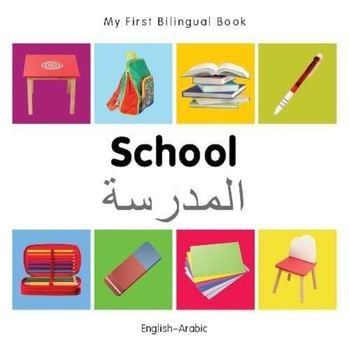 My First Bilingual Book
School
المدرسة
English–Arabic